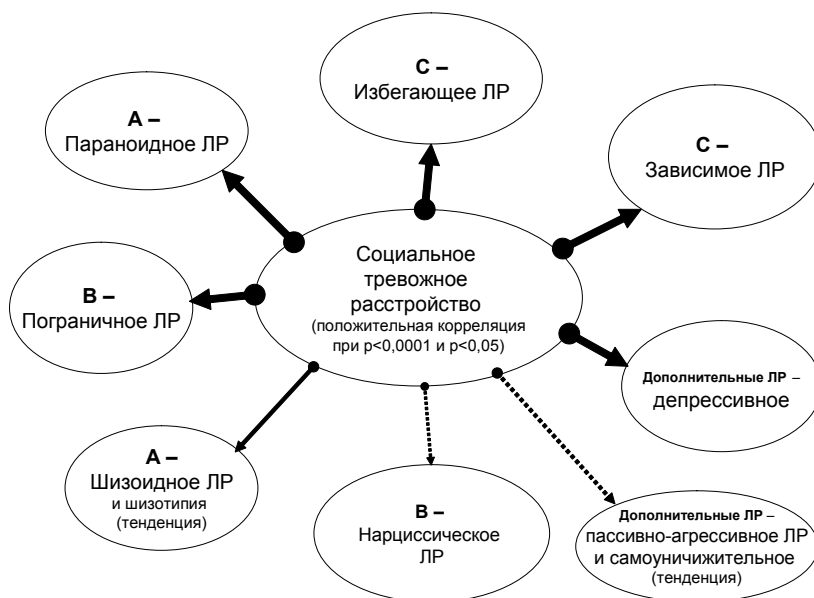 С –
Избегающее ЛР
А –
Параноидное ЛР
С –
Зависимое ЛР
Социальное
тревожное
расстройство
(положительная корреляция
при p<0,0001 и p<0,05)
В –
Пограничное ЛР
Дополнительные ЛР –
депрессивное
А –
Шизоидное ЛР
и шизотипия
(тенденция)
В –
Нарциссическое
ЛР
Дополнительные ЛР –
пассивно-агрессивное ЛР
и самоуничижительное
(тенденция)